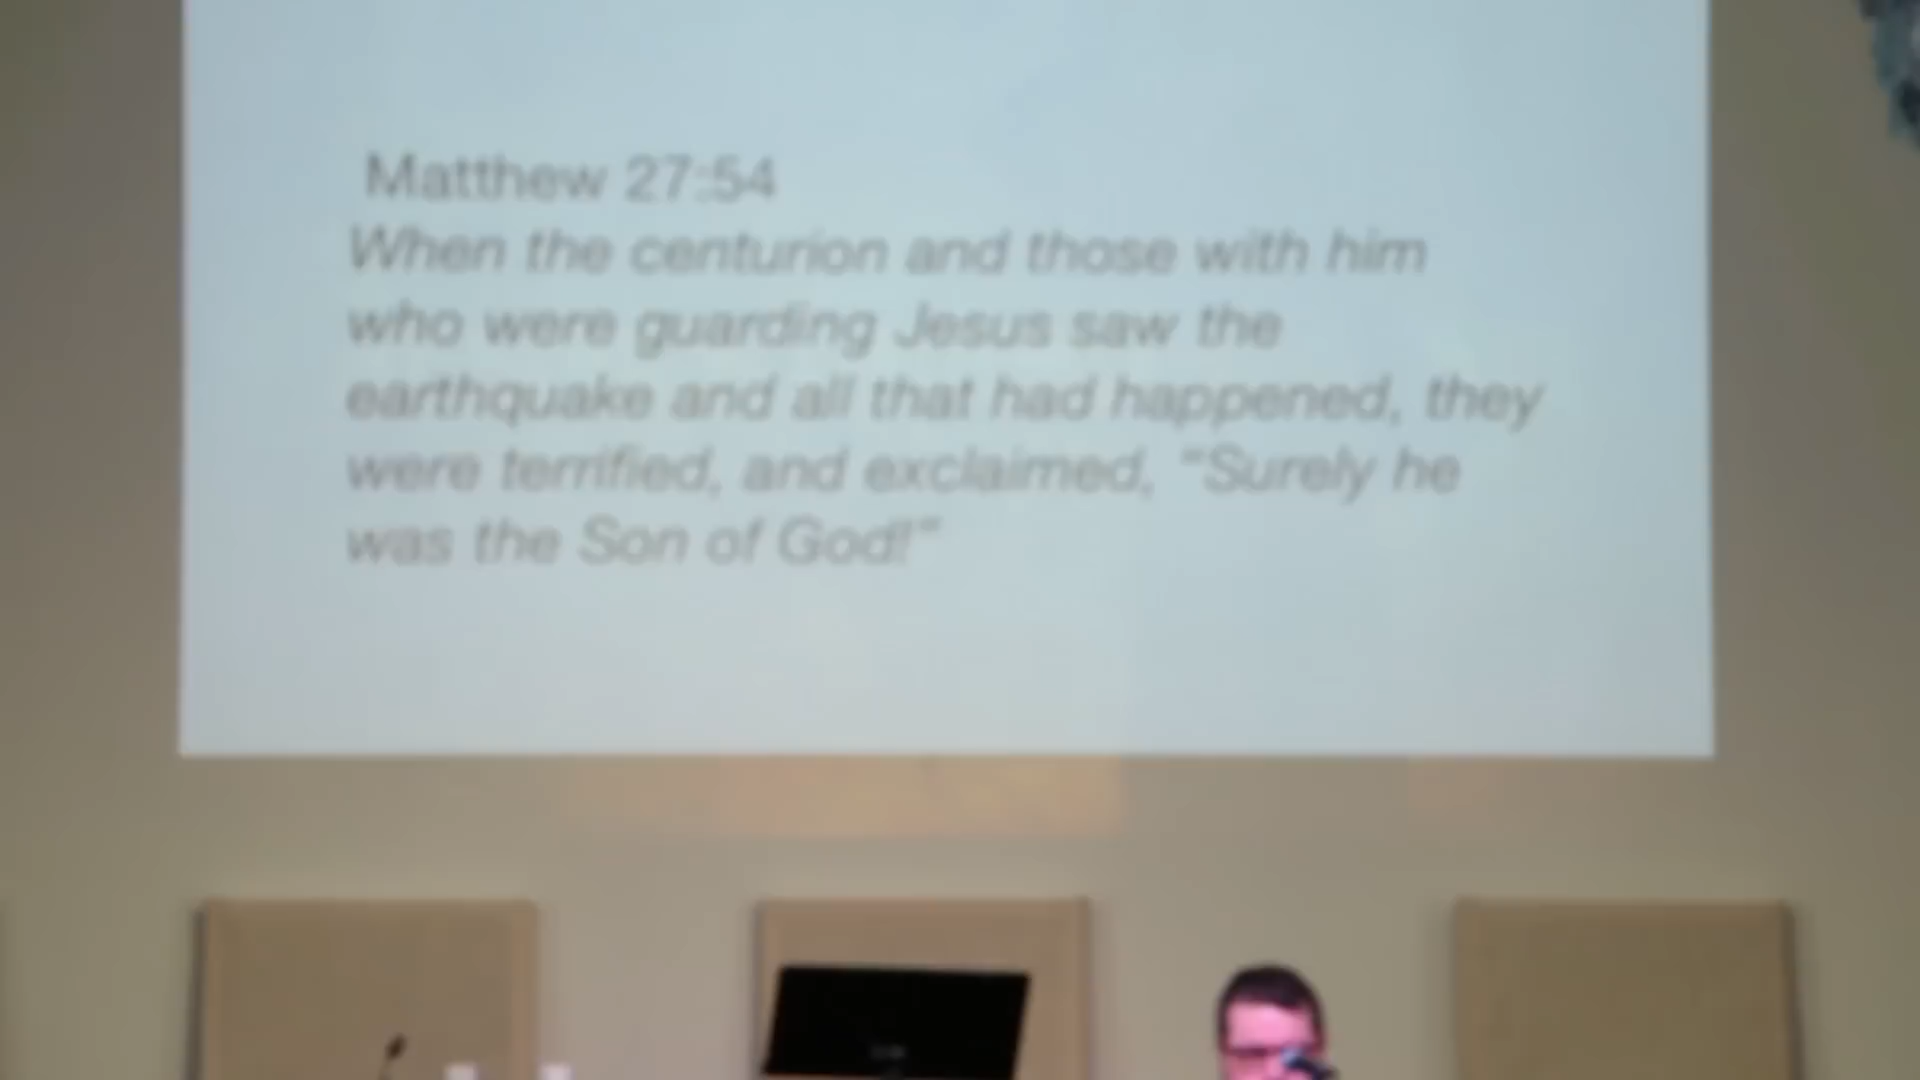 Matthew 27:54
When the centurion and those with him
who were guarding Jesus saw the
earthquake and all that had happened, they
were terrified, and exclaimed, “Surely he
was the Son of God!”